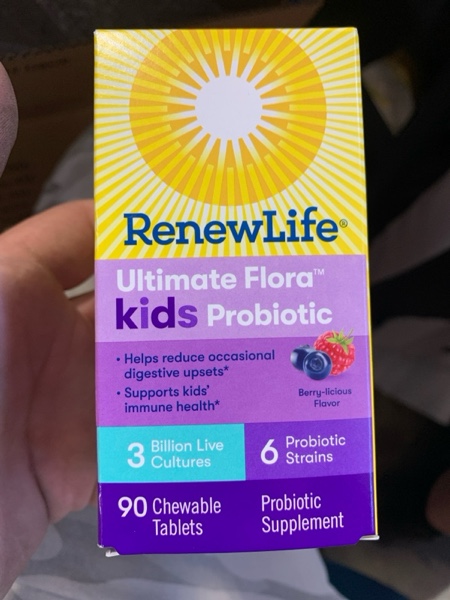 RenewLife®
Ultimate Flora™
kids Probiotic
• Helps reduce occasional
digestive upsets*
• Supports kids'
immune health*
Berry-licious
Flavor
3 Billion Live
Cultures
6 Probiotic
Strains
90 Chewable
Tablets
Probiotic
Supplement